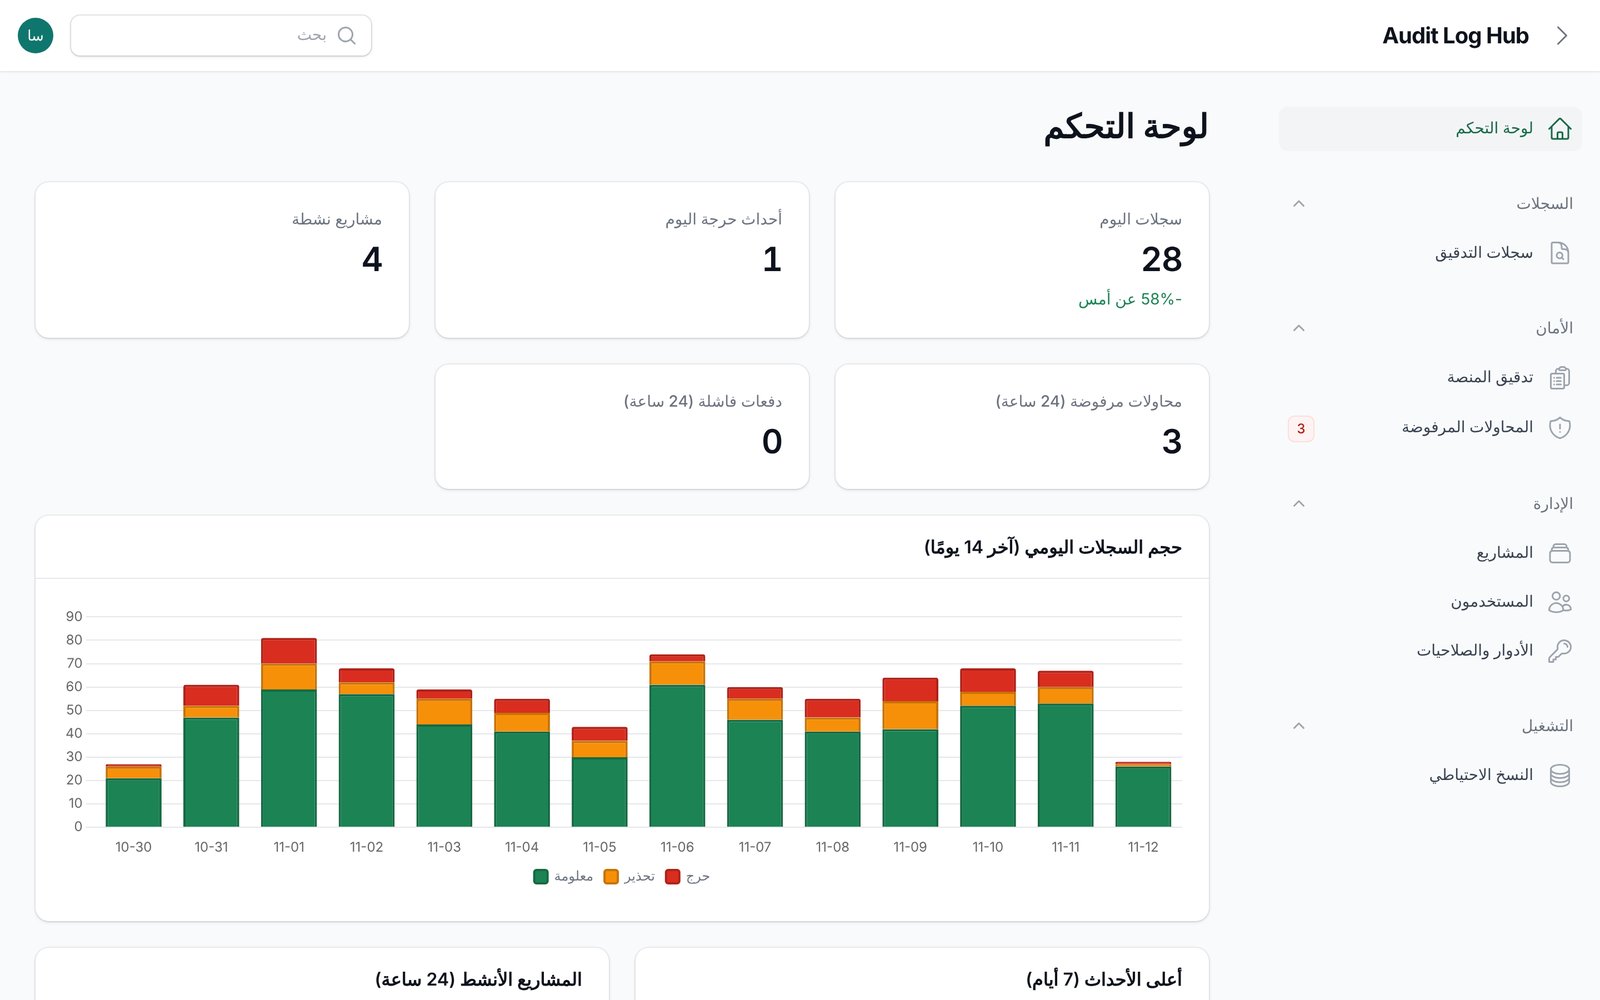 Audit Log Hub
بحث
سا
لوحة التحكم
السجلات
سجلات التدقيق
الأمان
تدقيق المنصة
المحاولات المرفوضة
3
الإدارة
المشاريع
المستخدمون
الأدوار والصلاحيات
التشغيل
النسخ الاحتياطي
لوحة التحكم
سجلات اليوم
28
-58% عن أمس
أحداث حرجة اليوم
1
مشاريع نشطة
4
محاولات مرفوضة (24 ساعة)
3
دفعات فاشلة (24 ساعة)
0
حجم السجلات اليومي (آخر 14 يومًا)
90
80
70
60
50
40
30
20
10
0
10-30 10-31 11-01 11-02 11-03 11-04 11-05 11-06 11-07 11-08 11-09 11-10 11-11 11-12
معلومة تحذير حرج
أعلى الأحداث (7 أيام)
المشاريع الأنشط (24 ساعة)